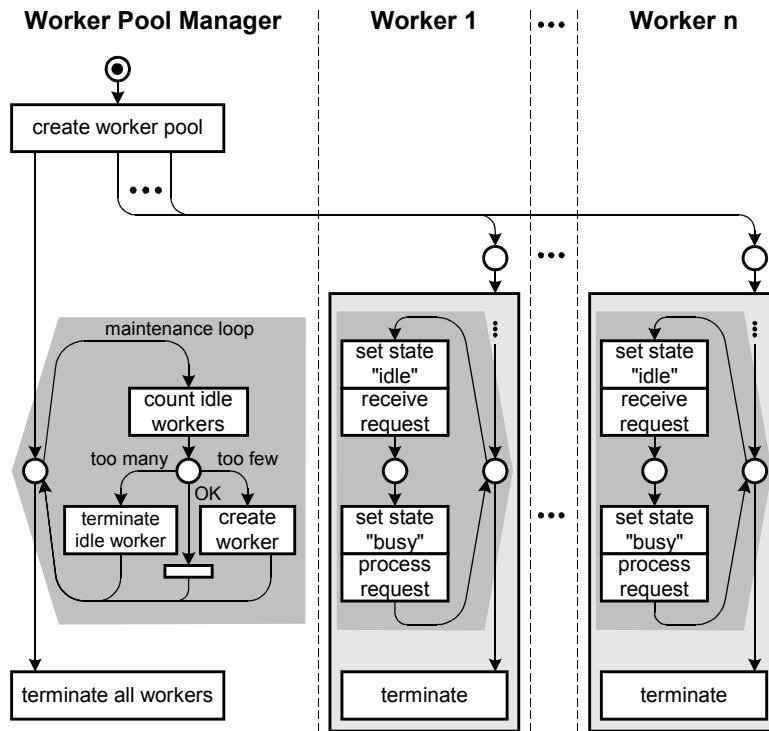 Worker Pool Manager
Worker 1
Worker n
create worker pool
maintenance loop
count idle
workers
too many
too few
OK
terminate
idle worker
create
worker
terminate all workers
set state
"idle"
receive
request
set state
"busy"
process
request
terminate
set state
"idle"
receive
request
set state
"busy"
process
request
terminate